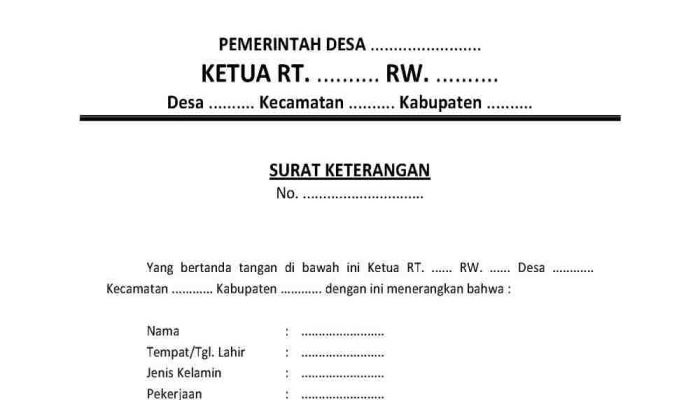 PEMERINTAH DESA ........................
KETUA RT. .......... RW. ..........
Desa .......... Kecamatan .......... Kabupaten ..........
SURAT KETERANGAN
No. ............................
Yang bertanda tangan di bawah ini Ketua RT. ...... RW. ...... Desa ............
Kecamatan ............ Kabupaten ............ dengan ini menerangkan bahwa :
Nama : ........................
Tempat/Tgl. Lahir : ........................
Jenis Kelamin : ........................
Pekerjaan : ........................